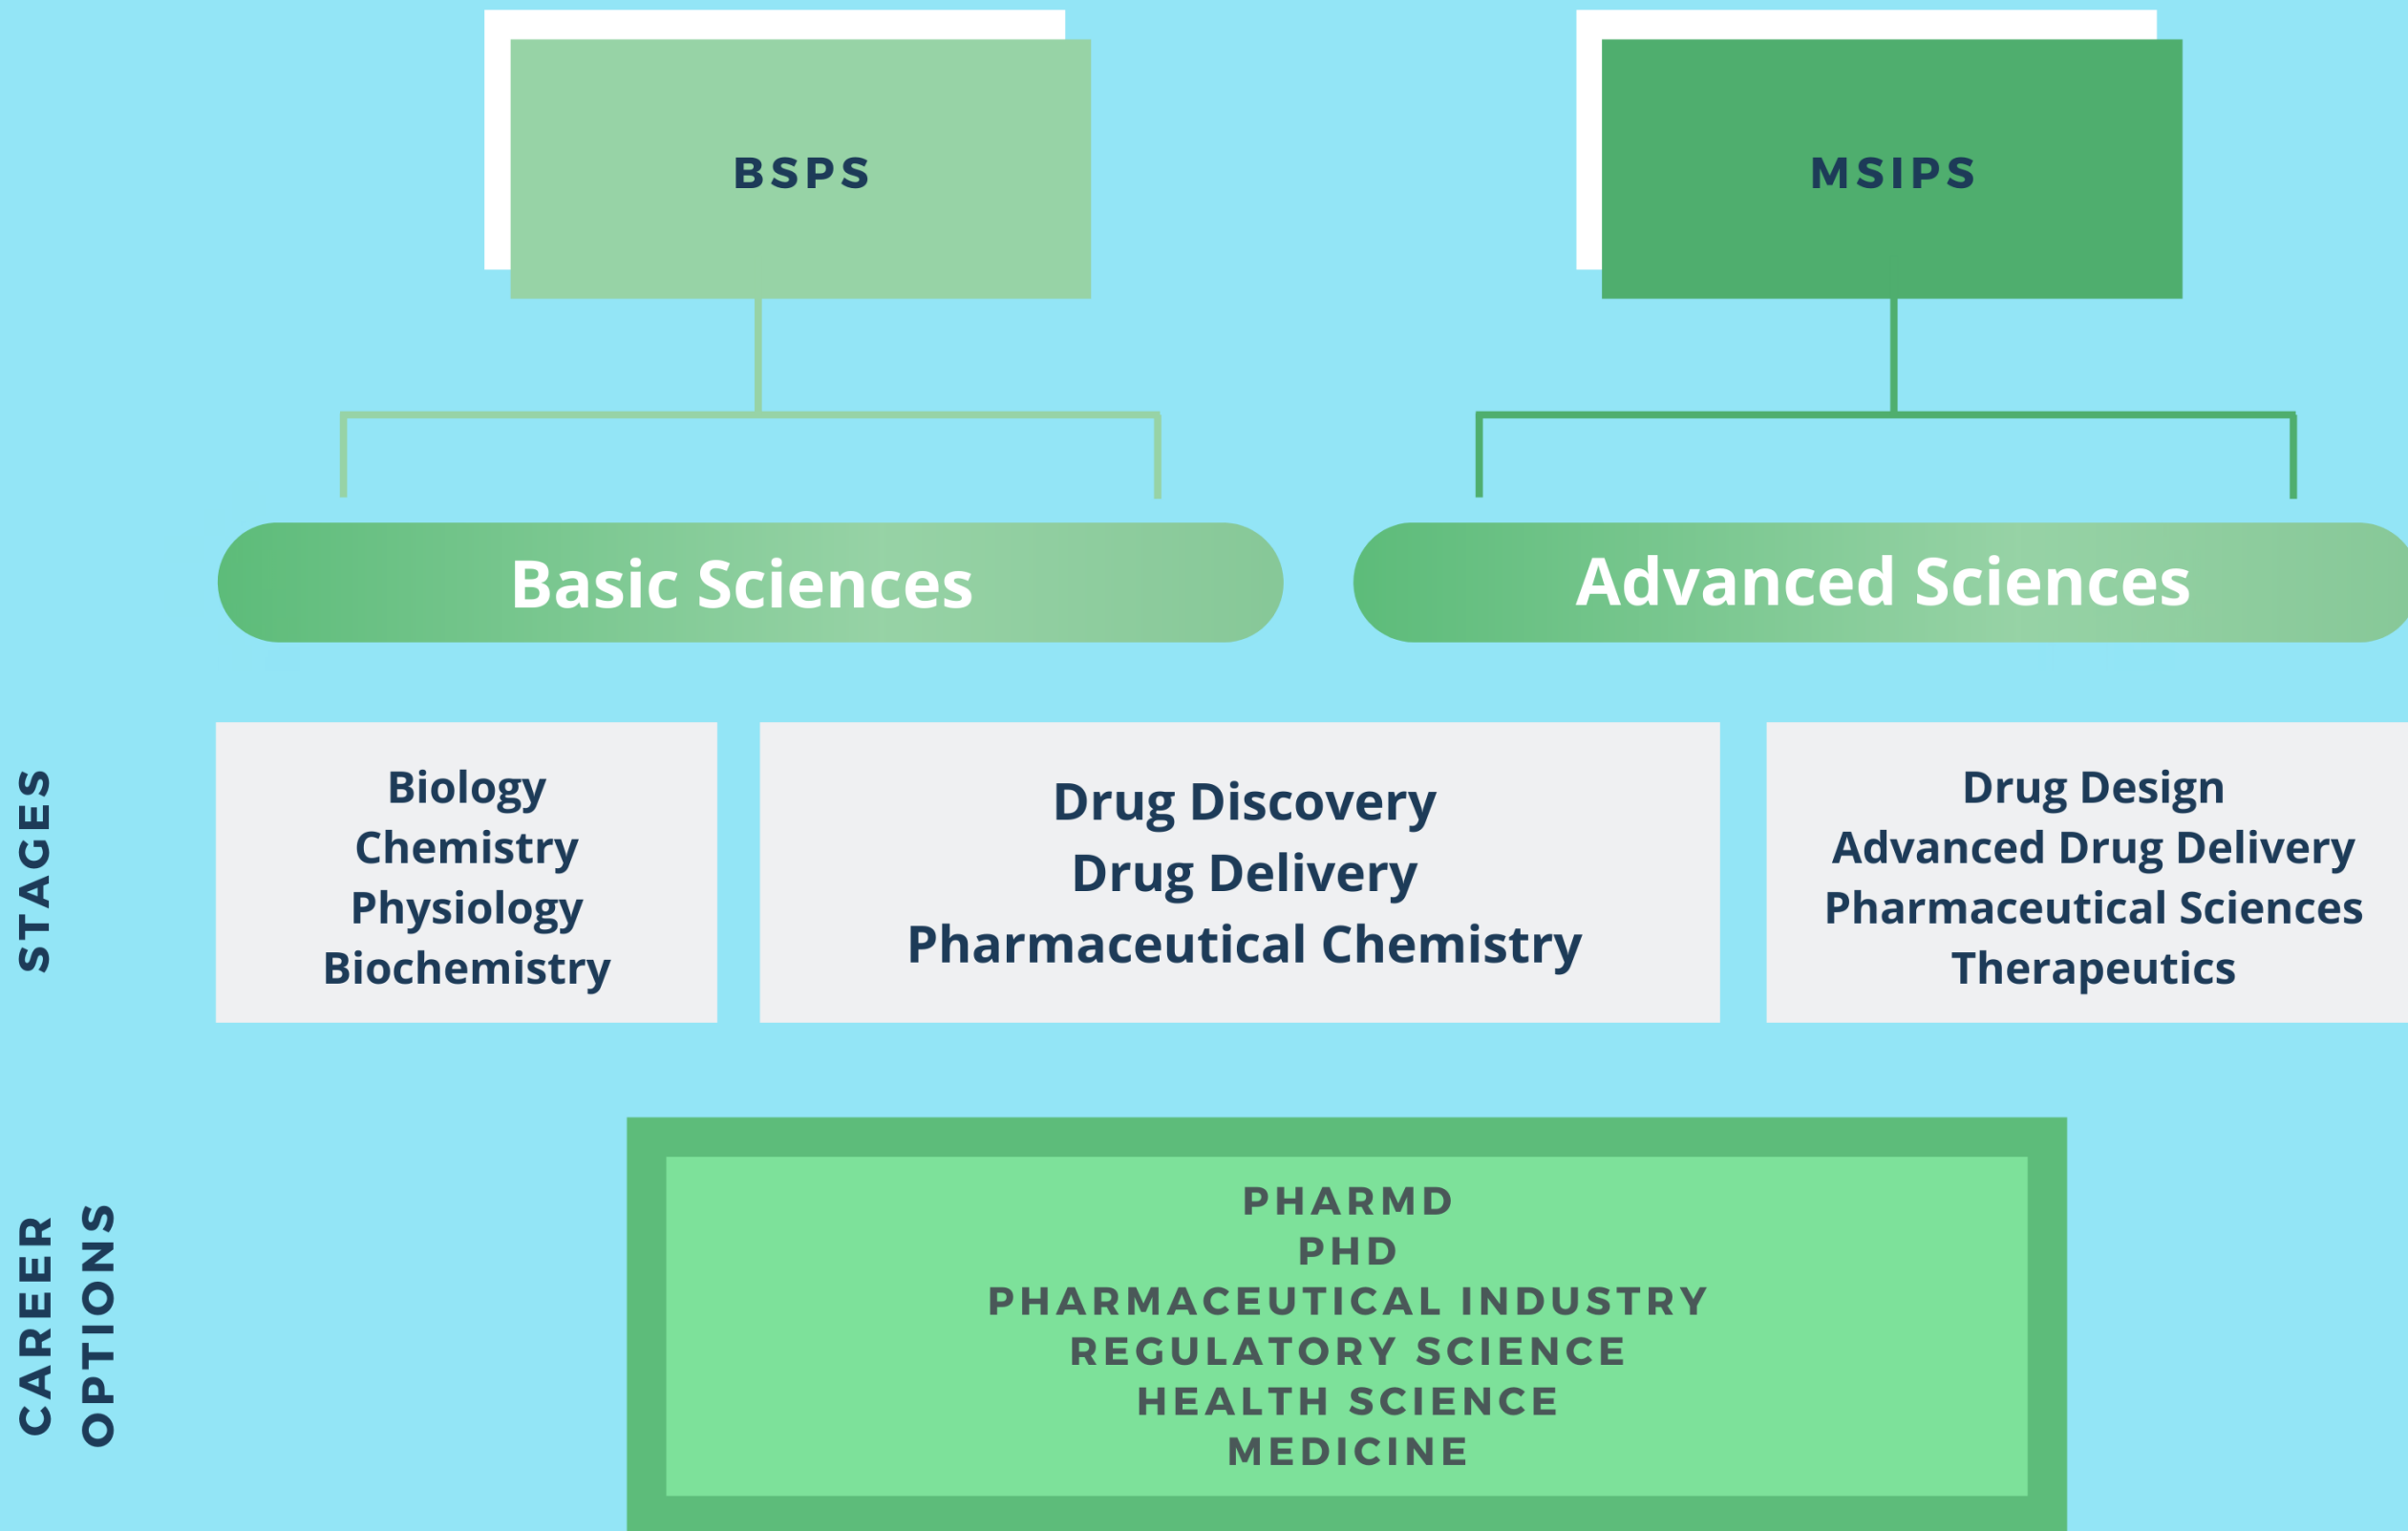 BSPS
MSIPS
Basic Sciences
Advanced Sciences
STAGES
Biology
Chemistry
Physiology
Biochemistry
Drug Discovery
Drug Delivery
Pharmaceutical Chemistry
Drug Design
Advanced Drug Delivery
Pharmaceutical Sciences
Therapeutics
CAREER
OPTIONS
PHARMD
PHD
PHARMACEUTICAL INDUSTRY
REGULATORY SCIENCE
HEALTH SCIENCE
MEDICINE